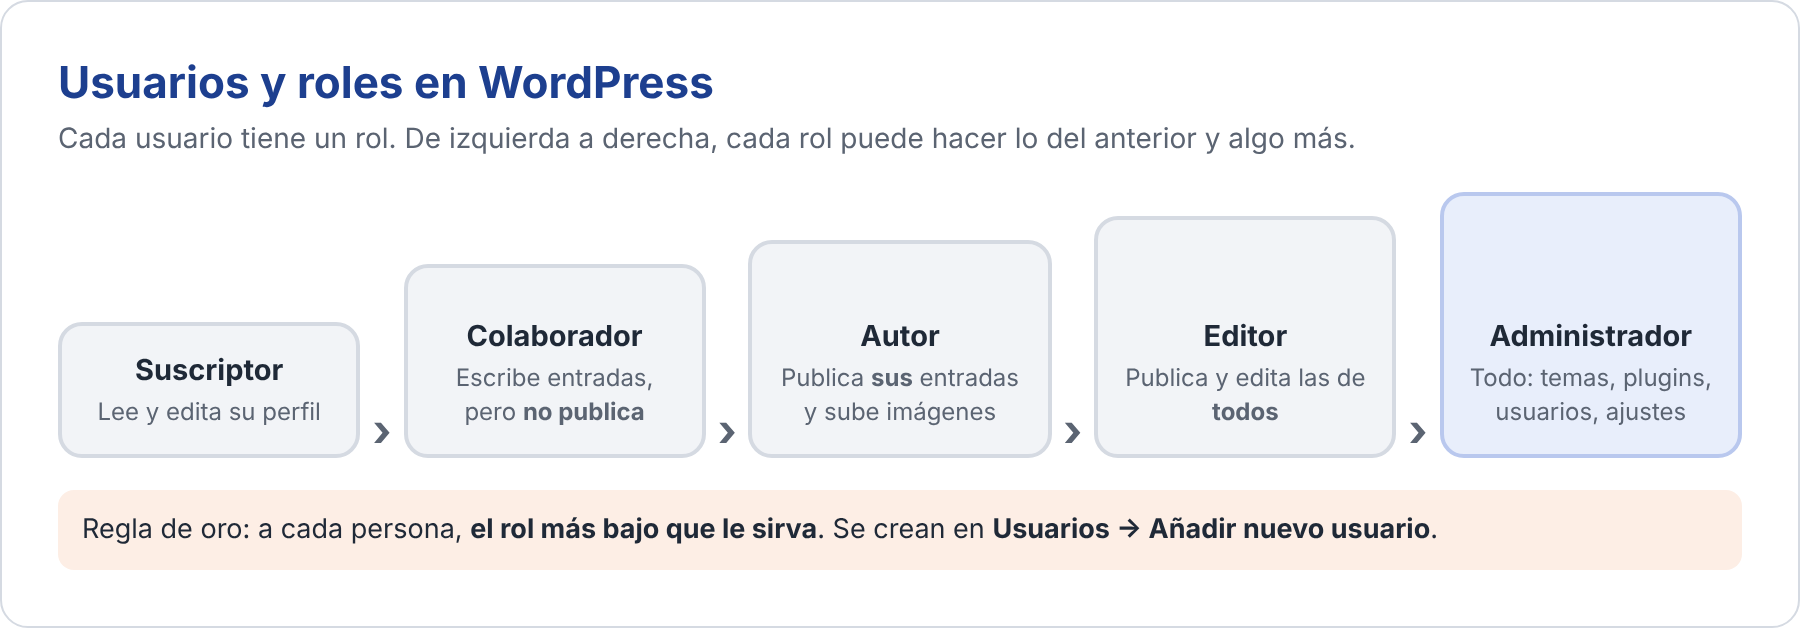 Usuarios y roles en WordPress
Cada usuario tiene un rol. De izquierda a derecha, cada rol puede hacer lo del anterior y algo más.
Suscriptor
Lee y edita su perfil
›
Colaborador
Escribe entradas,
pero no publica
›
Autor
Publica sus entradas
y sube imágenes
›
Editor
Publica y edita las de
todos
›
Administrador
Todo: temas, plugins,
usuarios, ajustes
Regla de oro: a cada persona, el rol más bajo que le sirva. Se crean en Usuarios → Añadir nuevo usuario.